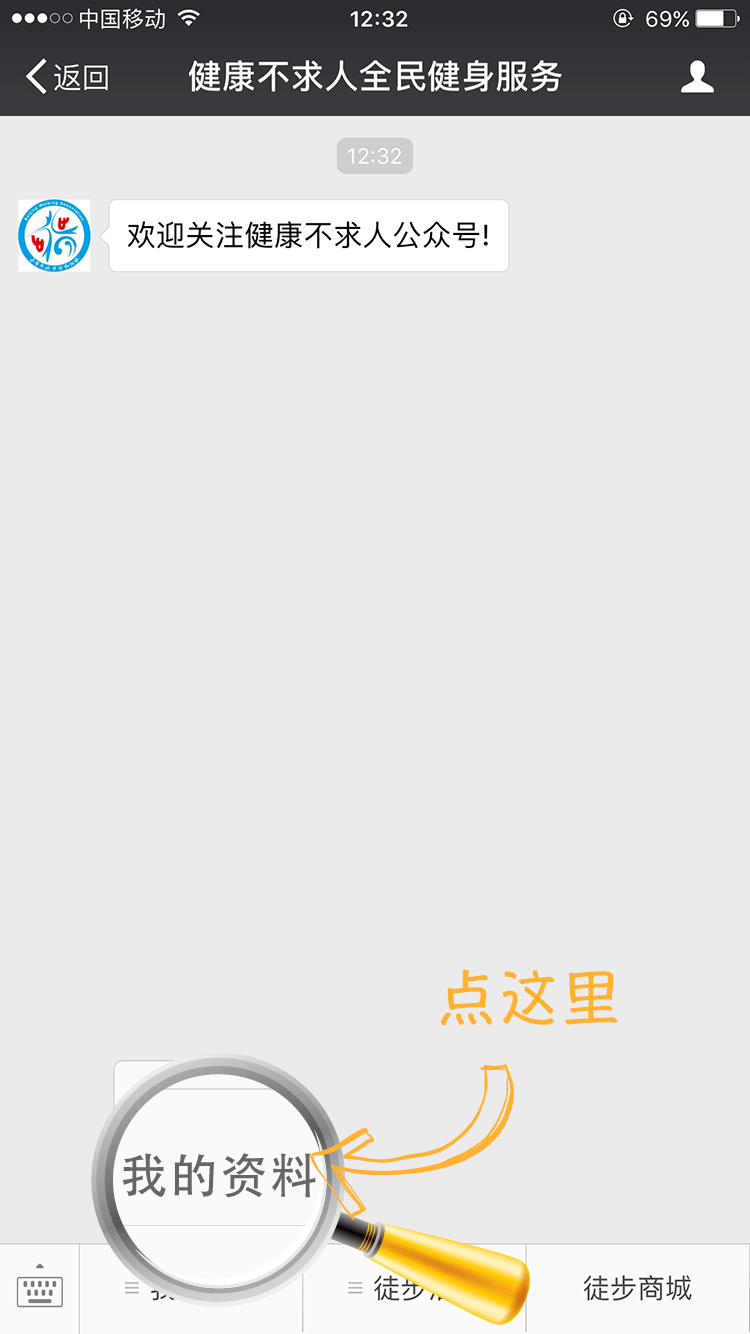 中国移动 12:32 69%
返回 健康不求人全民健身服务
12:32
欢迎关注健康不求人公众号!
点这里
我的资料
徒步
徒步商城